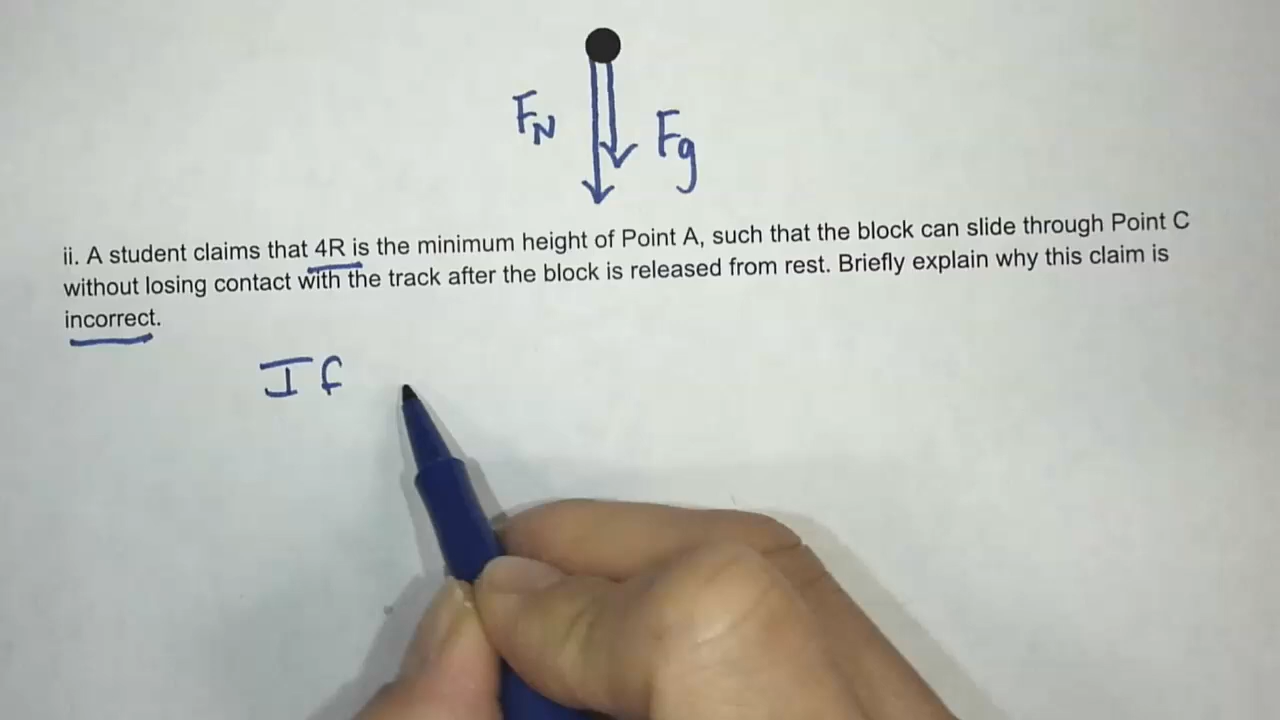 F_N
Fg
ii. A student claims that 4R is the minimum height of Point A, such that the block can slide through Point C
without losing contact with the track after the block is released from rest. Briefly explain why this claim is
incorrect.
If